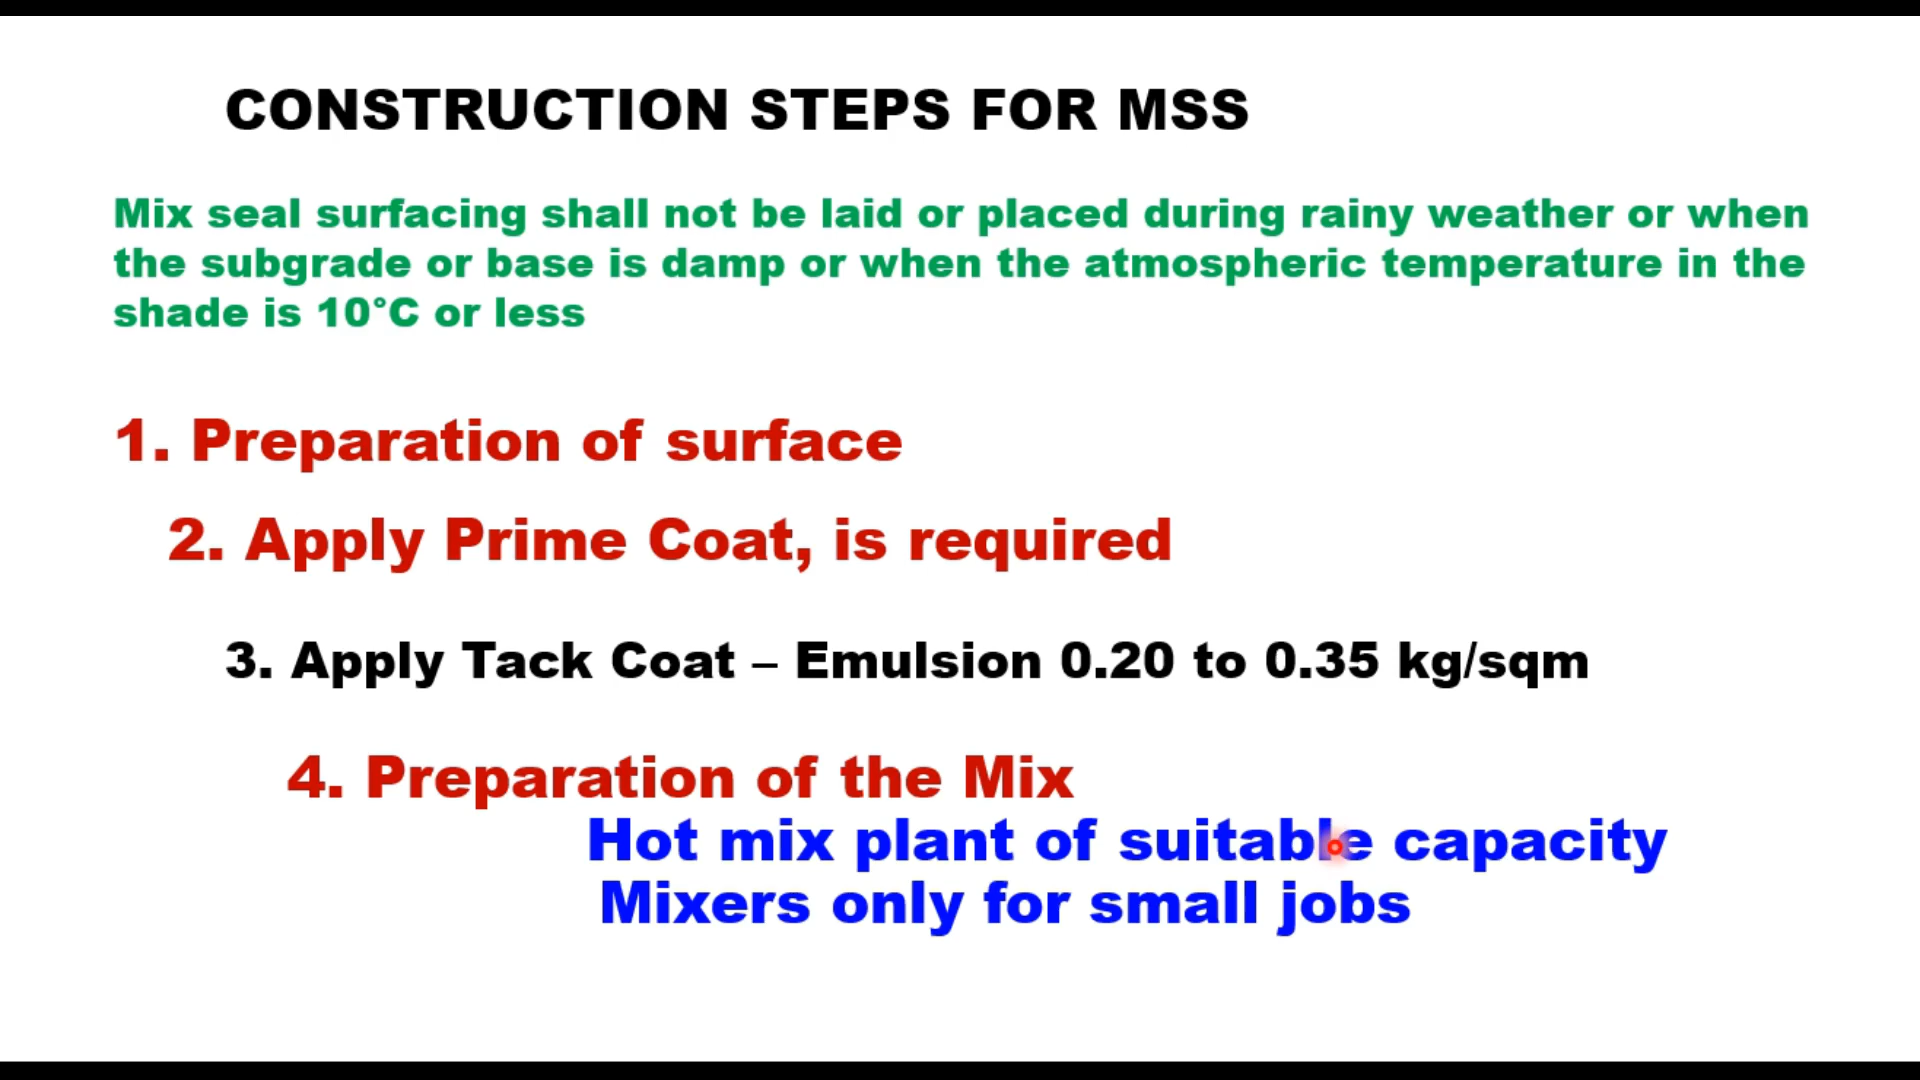 CONSTRUCTION STEPS FOR MSS
Mix seal surfacing shall not be laid or placed during rainy weather or when
the subgrade or base is damp or when the atmospheric temperature in the
shade is 10°C or less
1. Preparation of surface
2. Apply Prime Coat, is required
3. Apply Tack Coat – Emulsion 0.20 to 0.35 kg/sqm
4. Preparation of the Mix
Hot mix plant of suitable capacity
Mixers only for small jobs